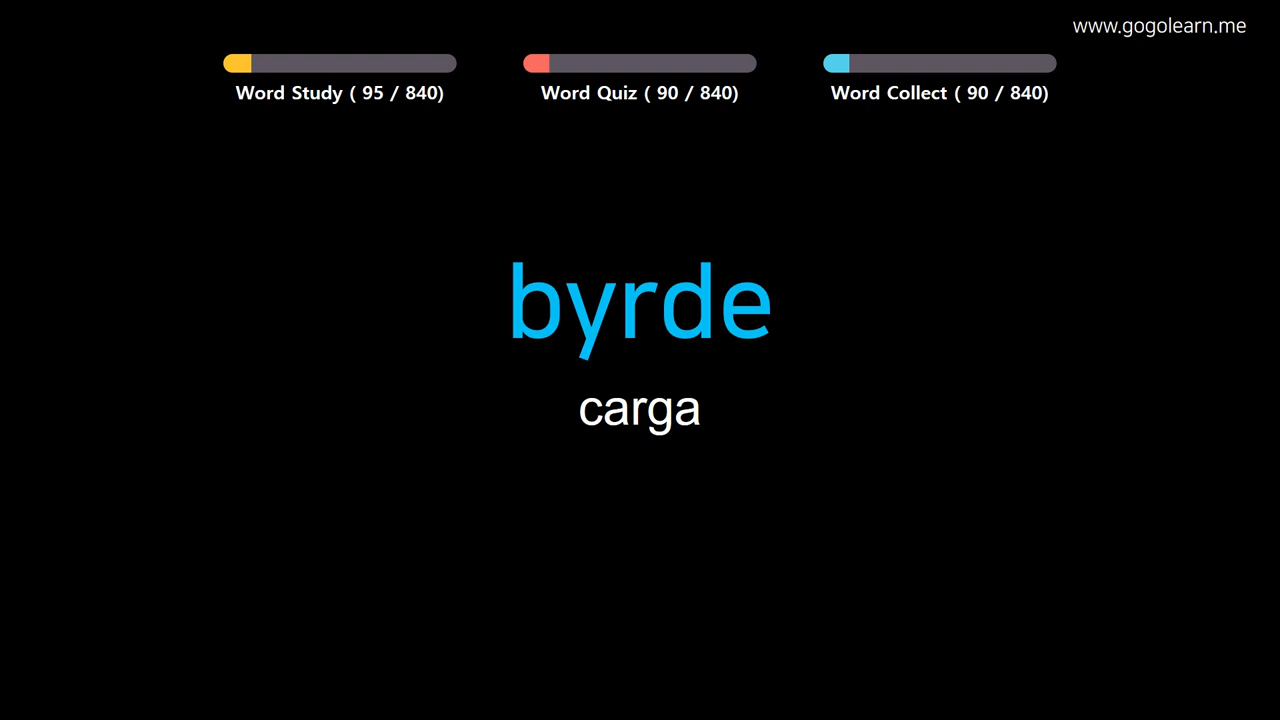 www.gogolearn.me
Word Study ( 95 / 840)
Word Quiz ( 90 / 840)
Word Collect ( 90 / 840)
byrde
carga